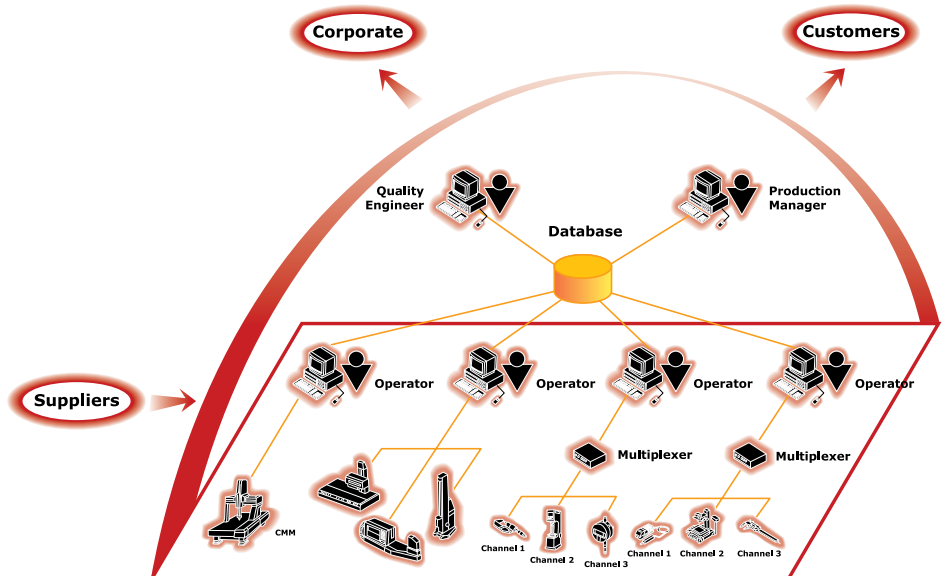 Corporate
Customers
Quality
Engineer
Production
Manager
Database
Operator
Operator
Operator
Operator
Suppliers
Multiplexer
Multiplexer
CMM
Channel 1
Channel 2
Channel 3
Channel 1
Channel 2
Channel 3